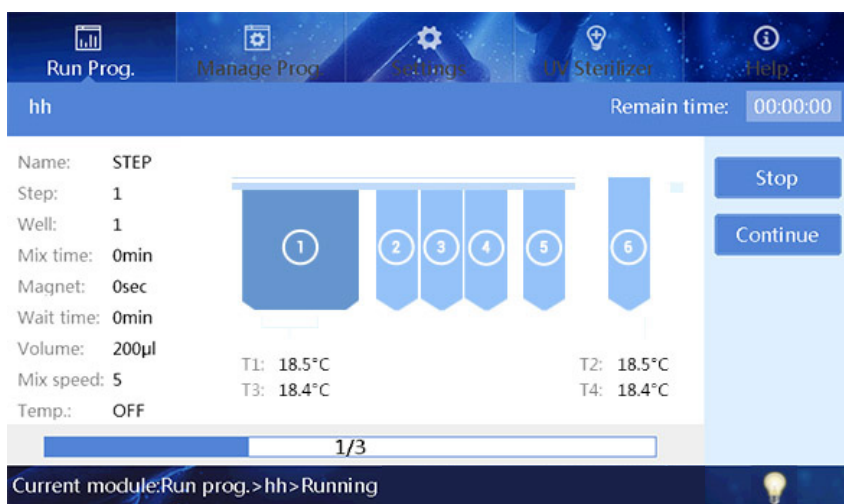 Run Prog. Manage Prog. Settings UV Sterilizer Help
hh Remain time: 00:00:00
Name: STEP
Step: 1
Well: 1
Mix time: 0min
Magnet: 0sec
Wait time: 0min
Volume: 200µl
Mix speed: 5
Temp.: OFF
1 2 3 4 5 6
T1: 18.5°C T2: 18.5°C
T3: 18.4°C T4: 18.4°C
Stop
Continue
1/3
Current module:Run prog.>hh>Running